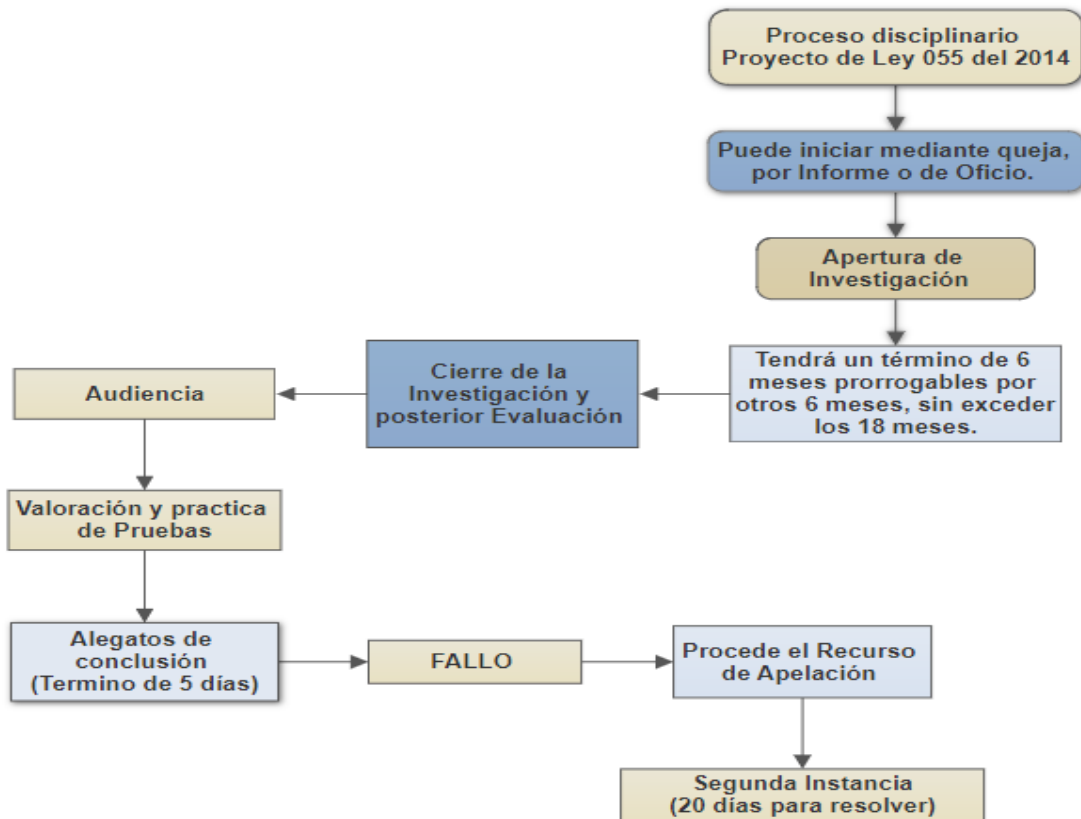 Proceso disciplinario
Proyecto de Ley 055 del 2014
Puede iniciar mediante queja,
por Informe o de Oficio.
Apertura de
Investigación
Tendrá un término de 6
meses prorrogables por
otros 6 meses, sin exceder
los 18 meses.
Cierre de la
Investigación y
posterior Evaluación
Audiencia
Valoración y practica
de Pruebas
Alegatos de
conclusión
(Termino de 5 días)
FALLO
Procede el Recurso
de Apelación
Segunda Instancia
(20 días para resolver)